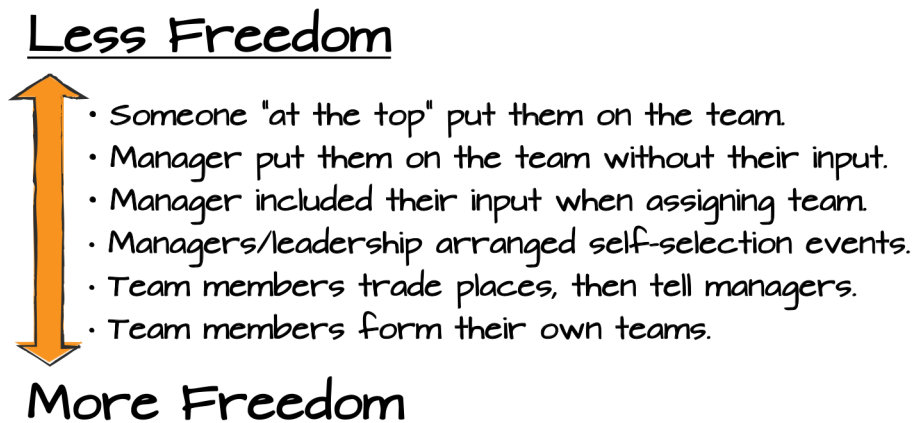 Less Freedom
• Someone "at the top" put them on the team.
• Manager put them on the team without their input.
• Manager included their input when assigning team.
• Managers/leadership arranged self-selection events.
• Team members trade places, then tell managers.
• Team members form their own teams.
More Freedom